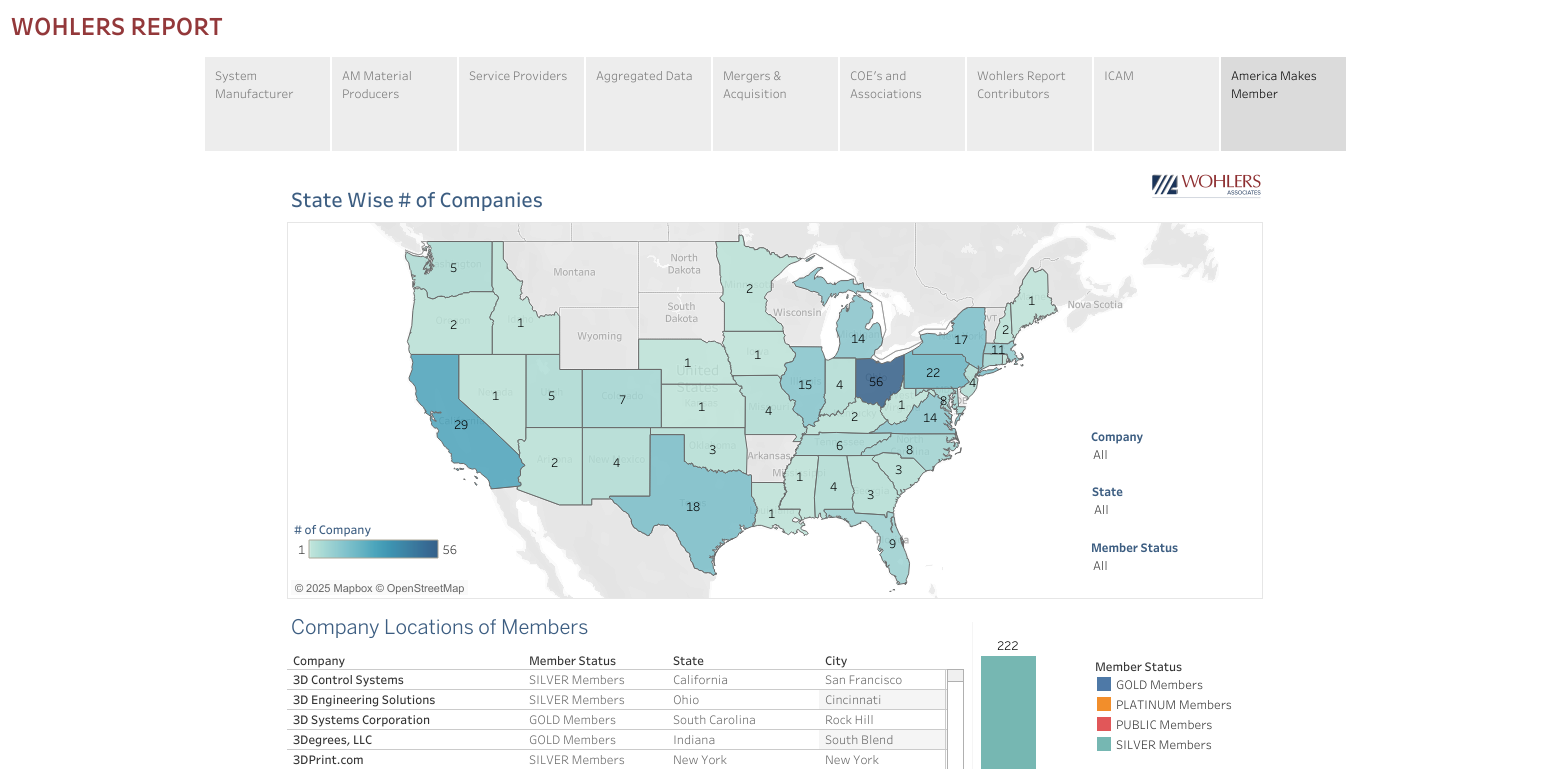 WOHLERS REPORT
System
Manufacturer
AM Material
Producers
Service Providers
Aggregated Data
Mergers &
Acquisition
COE's and
Associations
Wohlers Report
Contributors
ICAM
America Makes
Member
State Wise # of Companies
WOHLERS
ASSOCIATES
5
2
1
Montana
Wyoming
North
Dakota
South
Dakota
2
Wisconsin
14
17
VT
2
1
Nova Scotia
11
29
1
5
7
1
United
States
1
1
4
15
4
56
22
4
8
DE
1
14
2
6
8
2
4
3
Arkansas
18
1
1
4
3
3
9
# of Company
1
56
© 2025 Mapbox © OpenStreetMap
Company
All
State
All
Member Status
All
Company Locations of Members
Company Member Status State City
3D Control Systems SILVER Members California San Francisco
3D Engineering Solutions SILVER Members Ohio Cincinnati
3D Systems Corporation GOLD Members South Carolina Rock Hill
3Degrees, LLC GOLD Members Indiana South Blend
3DPrint.com SILVER Members New York New York
222
Member Status
GOLD Members
PLATINUM Members
PUBLIC Members
SILVER Members